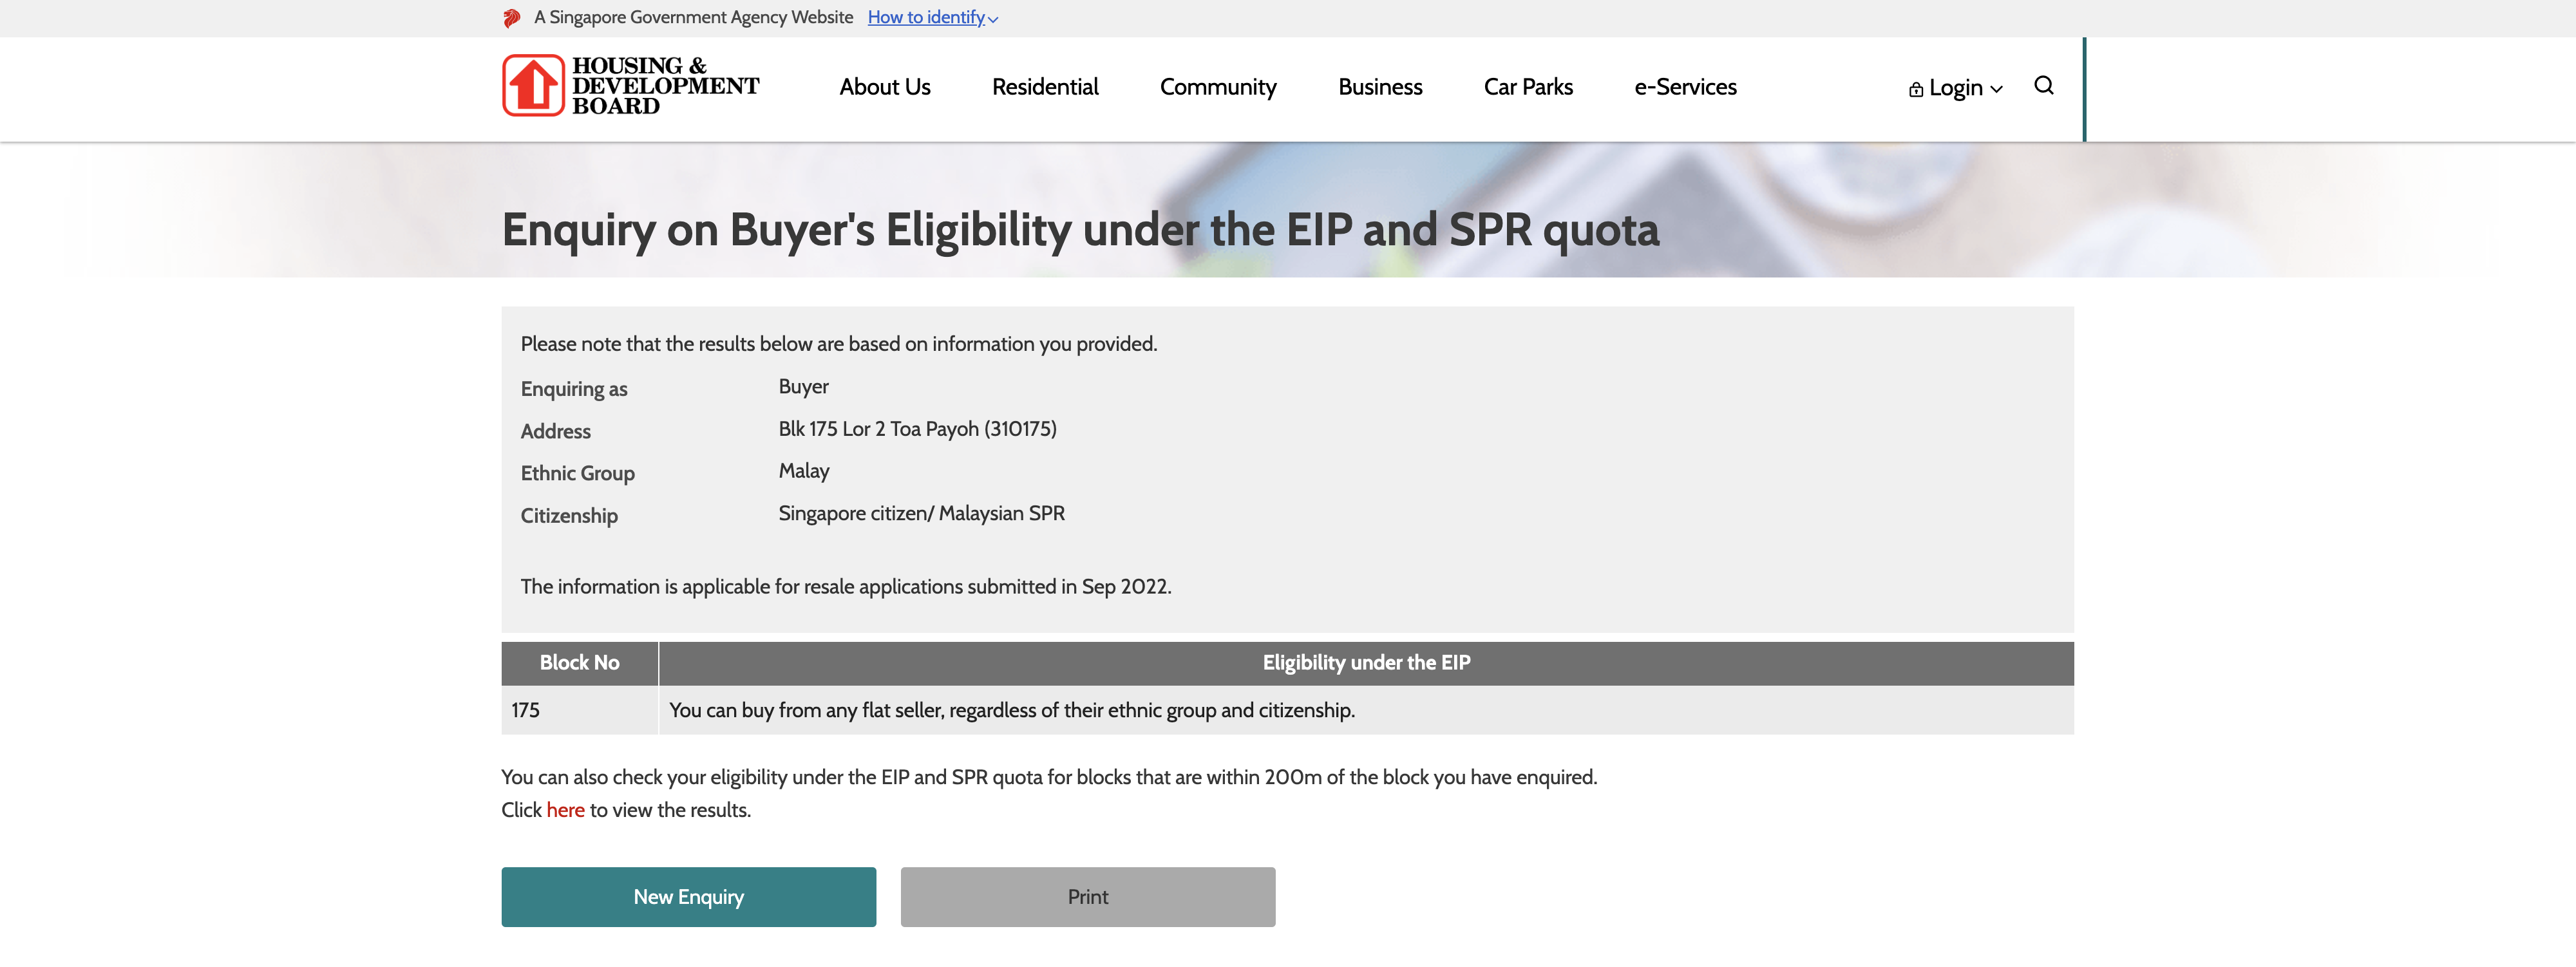 A Singapore Government Agency Website How to identify
HOUSING &
DEVELOPMENT
BOARD
About Us Residential Community Business Car Parks e-Services Login
Enquiry on Buyer's Eligibility under the EIP and SPR quota
Please note that the results below are based on information you provided.
Enquiring as Buyer
Address Blk 175 Lor 2 Toa Payoh (310175)
Ethnic Group Malay
Citizenship Singapore citizen/ Malaysian SPR
The information is applicable for resale applications submitted in Sep 2022.
Block No Eligibility under the EIP
175 You can buy from any flat seller, regardless of their ethnic group and citizenship.
You can also check your eligibility under the EIP and SPR quota for blocks that are within 200m of the block you have enquired.
Click here to view the results.
New Enquiry Print